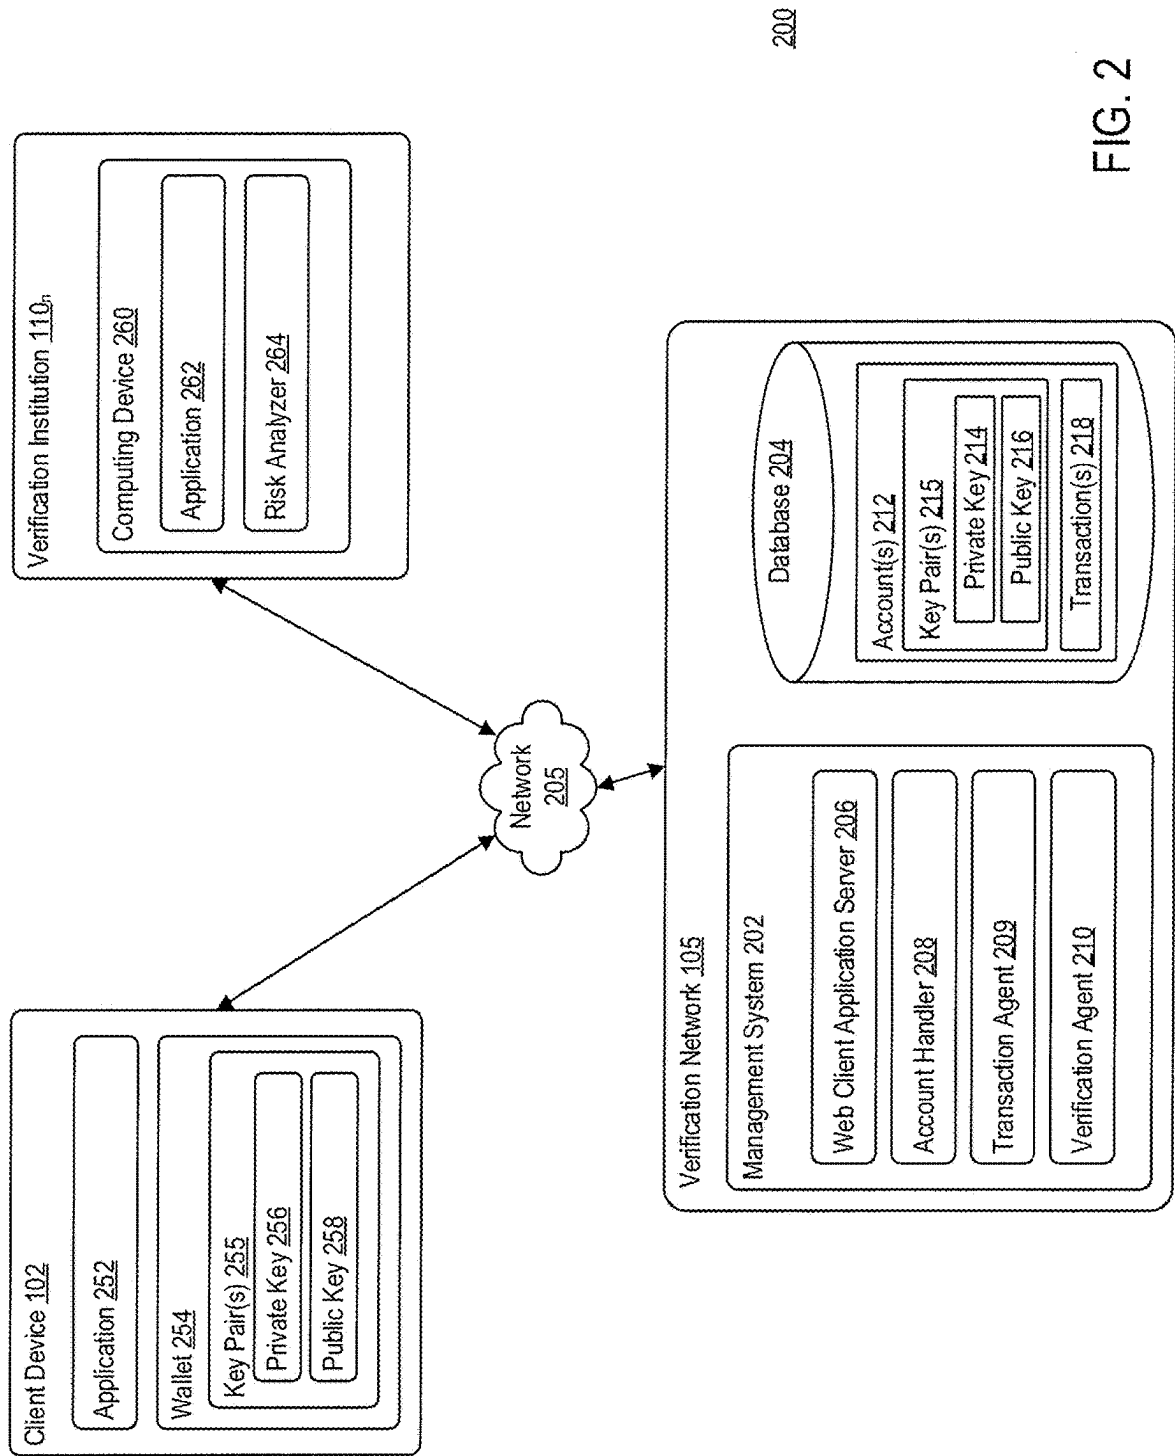 Client Device 102
Application 252
Wallet 254
Key Pair(s) 255
Private Key 256
Public Key 258
Verification Institution 110n
Computing Device 260
Application 262
Risk Analyzer 264
Network
205
Verification Network 105
Management System 202
Web Client Application Server 206
Account Handler 208
Transaction Agent 209
Verification Agent 210
Database 204
Account(s) 212
Key Pair(s) 215
Private Key 214
Public Key 216
Transaction(s) 218
200
FIG. 2